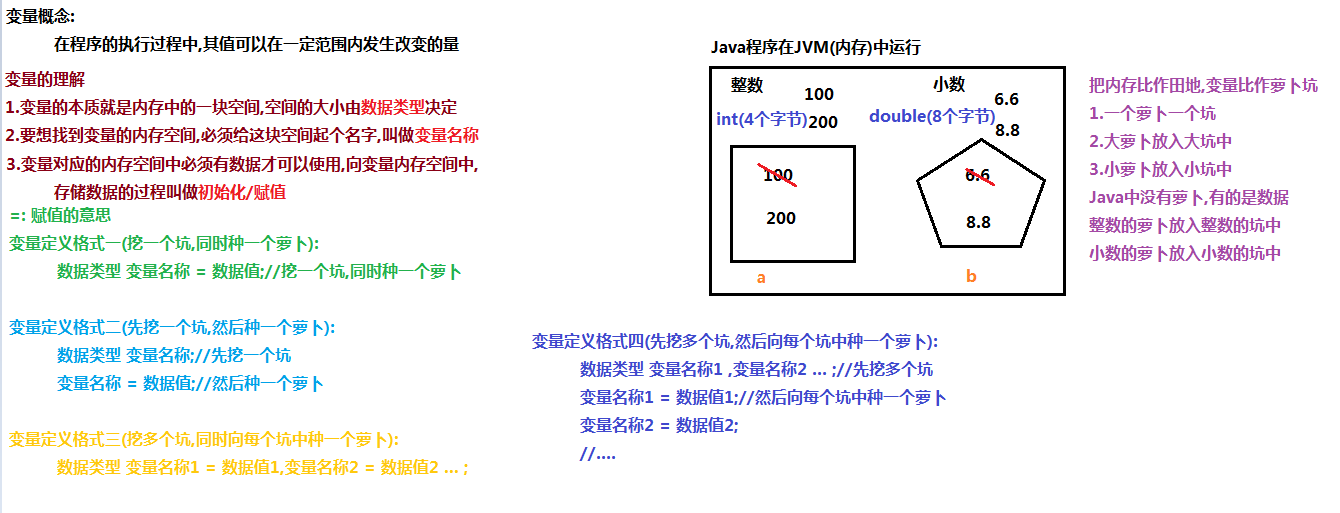 变量概念:
在程序的执行过程中,其值可以在一定范围内发生改变的量
变量的理解
1.变量的本质就是内存中的一块空间,空间的大小由数据类型决定
2.要想找到变量的内存空间,必须给这块空间起个名字,叫做变量名称
3.变量对应的内存空间中必须有数据才可以使用,向变量内存空间中,
存储数据的过程叫做初始化/赋值
=: 赋值的意思
变量定义格式一(挖一个坑,同时种一个萝卜):
数据类型 变量名称 = 数据值;//挖一个坑,同时种一个萝卜
变量定义格式二(先挖一个坑,然后种一个萝卜):
数据类型 变量名称;//先挖一个坑
变量名称 = 数据值;//然后种一个萝卜
变量定义格式三(挖多个坑,同时向每个坑中种一个萝卜):
数据类型 变量名称1 = 数据值1,变量名称2 = 数据值2 ... ;
变量定义格式四(先挖多个坑,然后向每个坑中种一个萝卜):
数据类型 变量名称1 ,变量名称2 ... ;//先挖多个坑
变量名称1 = 数据值1;//然后向每个坑中种一个萝卜
变量名称2 = 数据值2;
//....
Java程序在JVM(内存)中运行
整数
100
int(4个字节)
200
100
200
a
小数
6.6
double(8个字节)
8.8
6.6
8.8
b
把内存比作田地,变量比作萝卜坑
1.一个萝卜一个坑
2.大萝卜放入大坑中
3.小萝卜放入小坑中
Java中没有萝卜,有的是数据
整数的萝卜放入整数的坑中
小数的萝卜放入小数的坑中